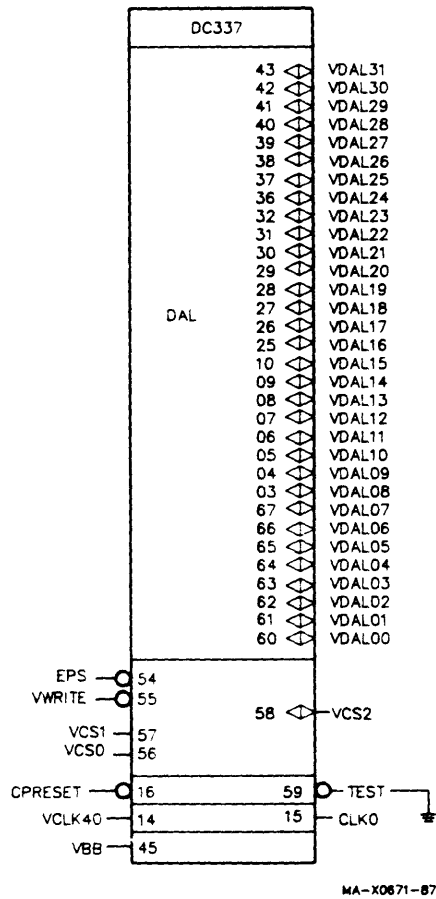 DC337
43 VDAL31
42 VDAL30
41 VDAL29
40 VDAL28
39 VDAL27
38 VDAL26
37 VDAL25
36 VDAL24
32 VDAL23
31 VDAL22
30 VDAL21
29 VDAL20
28 VDAL19
27 VDAL18
DAL 26 VDAL17
25 VDAL16
10 VDAL15
09 VDAL14
08 VDAL13
07 VDAL12
06 VDAL11
05 VDAL10
04 VDAL09
03 VDAL08
67 VDAL07
66 VDAL06
65 VDAL05
64 VDAL04
63 VDAL03
62 VDAL02
61 VDAL01
60 VDAL00
EPS 54
VWRITE 55
58 VCS2
VCS1 57
VCS0 56
CPRESET 16 59 TEST
VCLK40 14 15 CLKO
VBB 45
MA-X0671-87